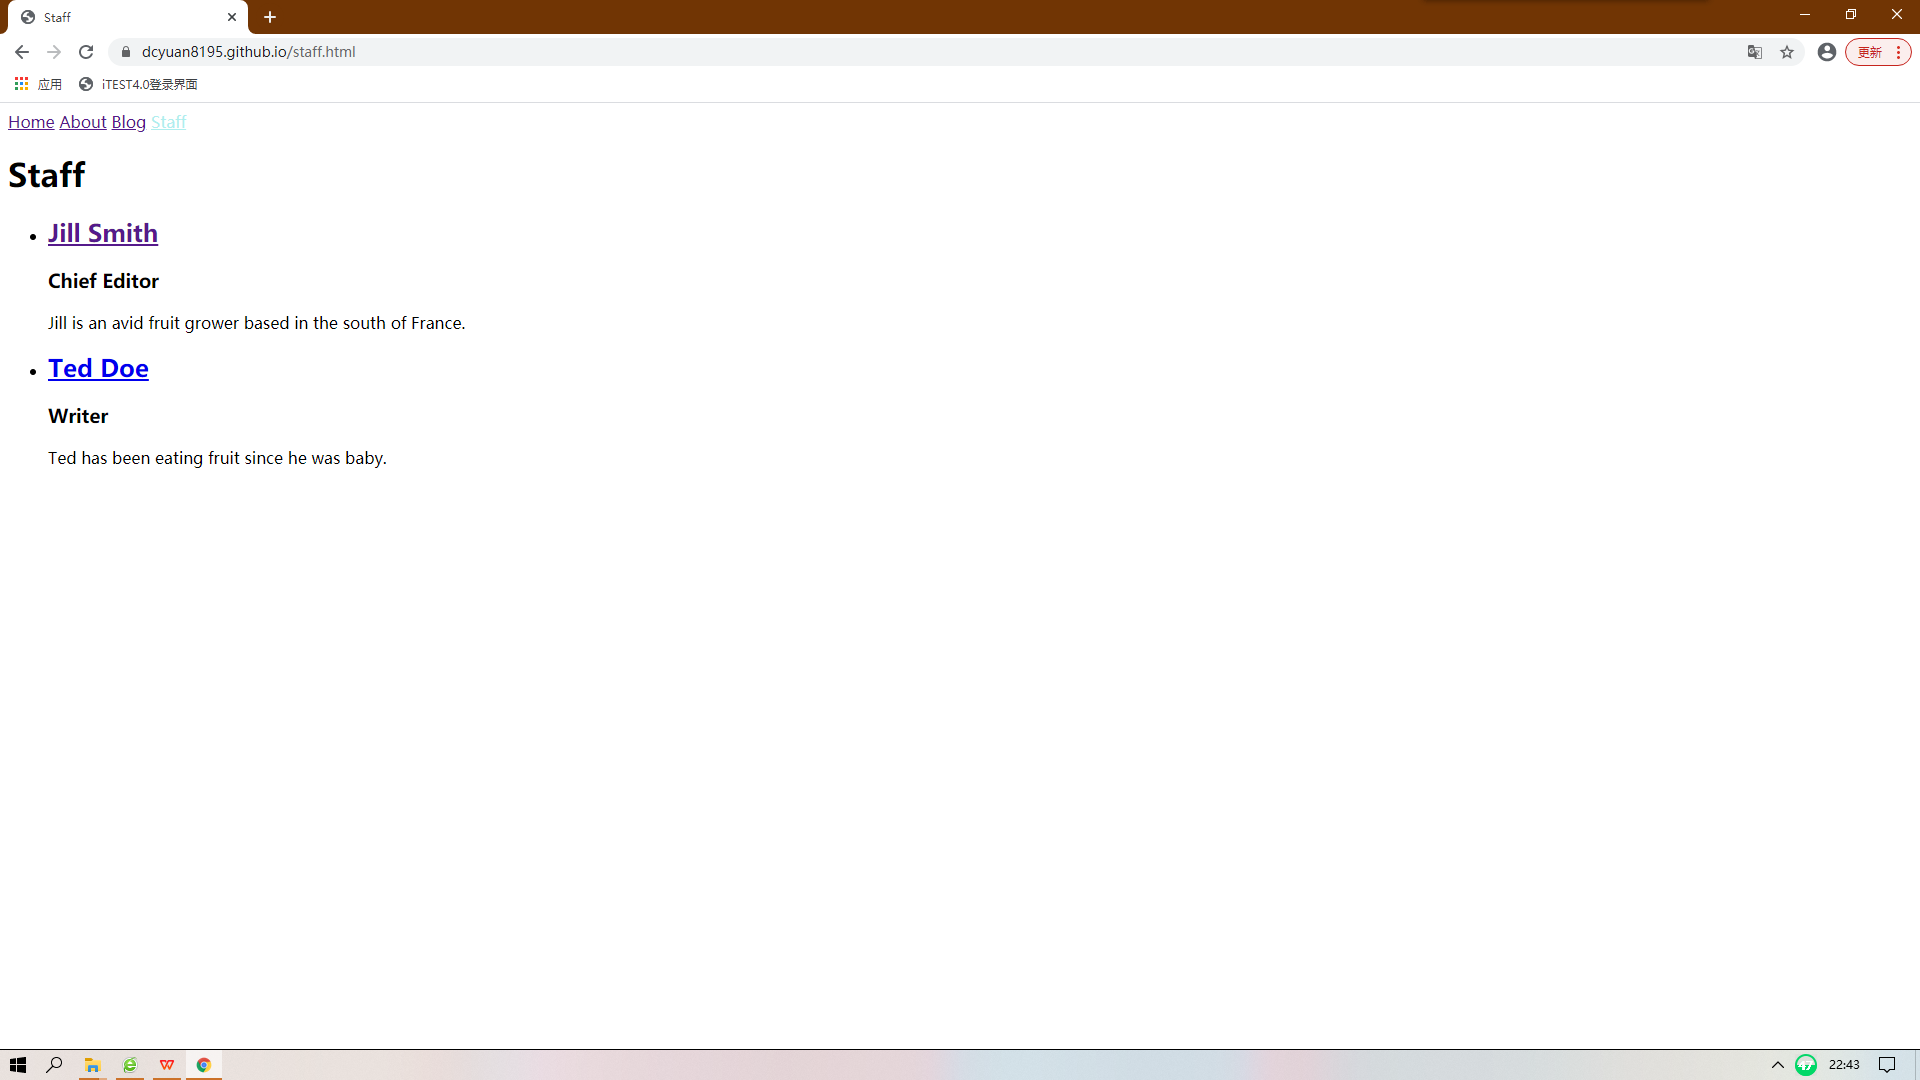 Staff
dcyuan8195.github.io/staff.html
更新
应用
iTEST4.0登录界面
Home About Blog Staff
Staff
Jill Smith
Chief Editor
Jill is an avid fruit grower based in the south of France.
Ted Doe
Writer
Ted has been eating fruit since he was baby.
47
22:43